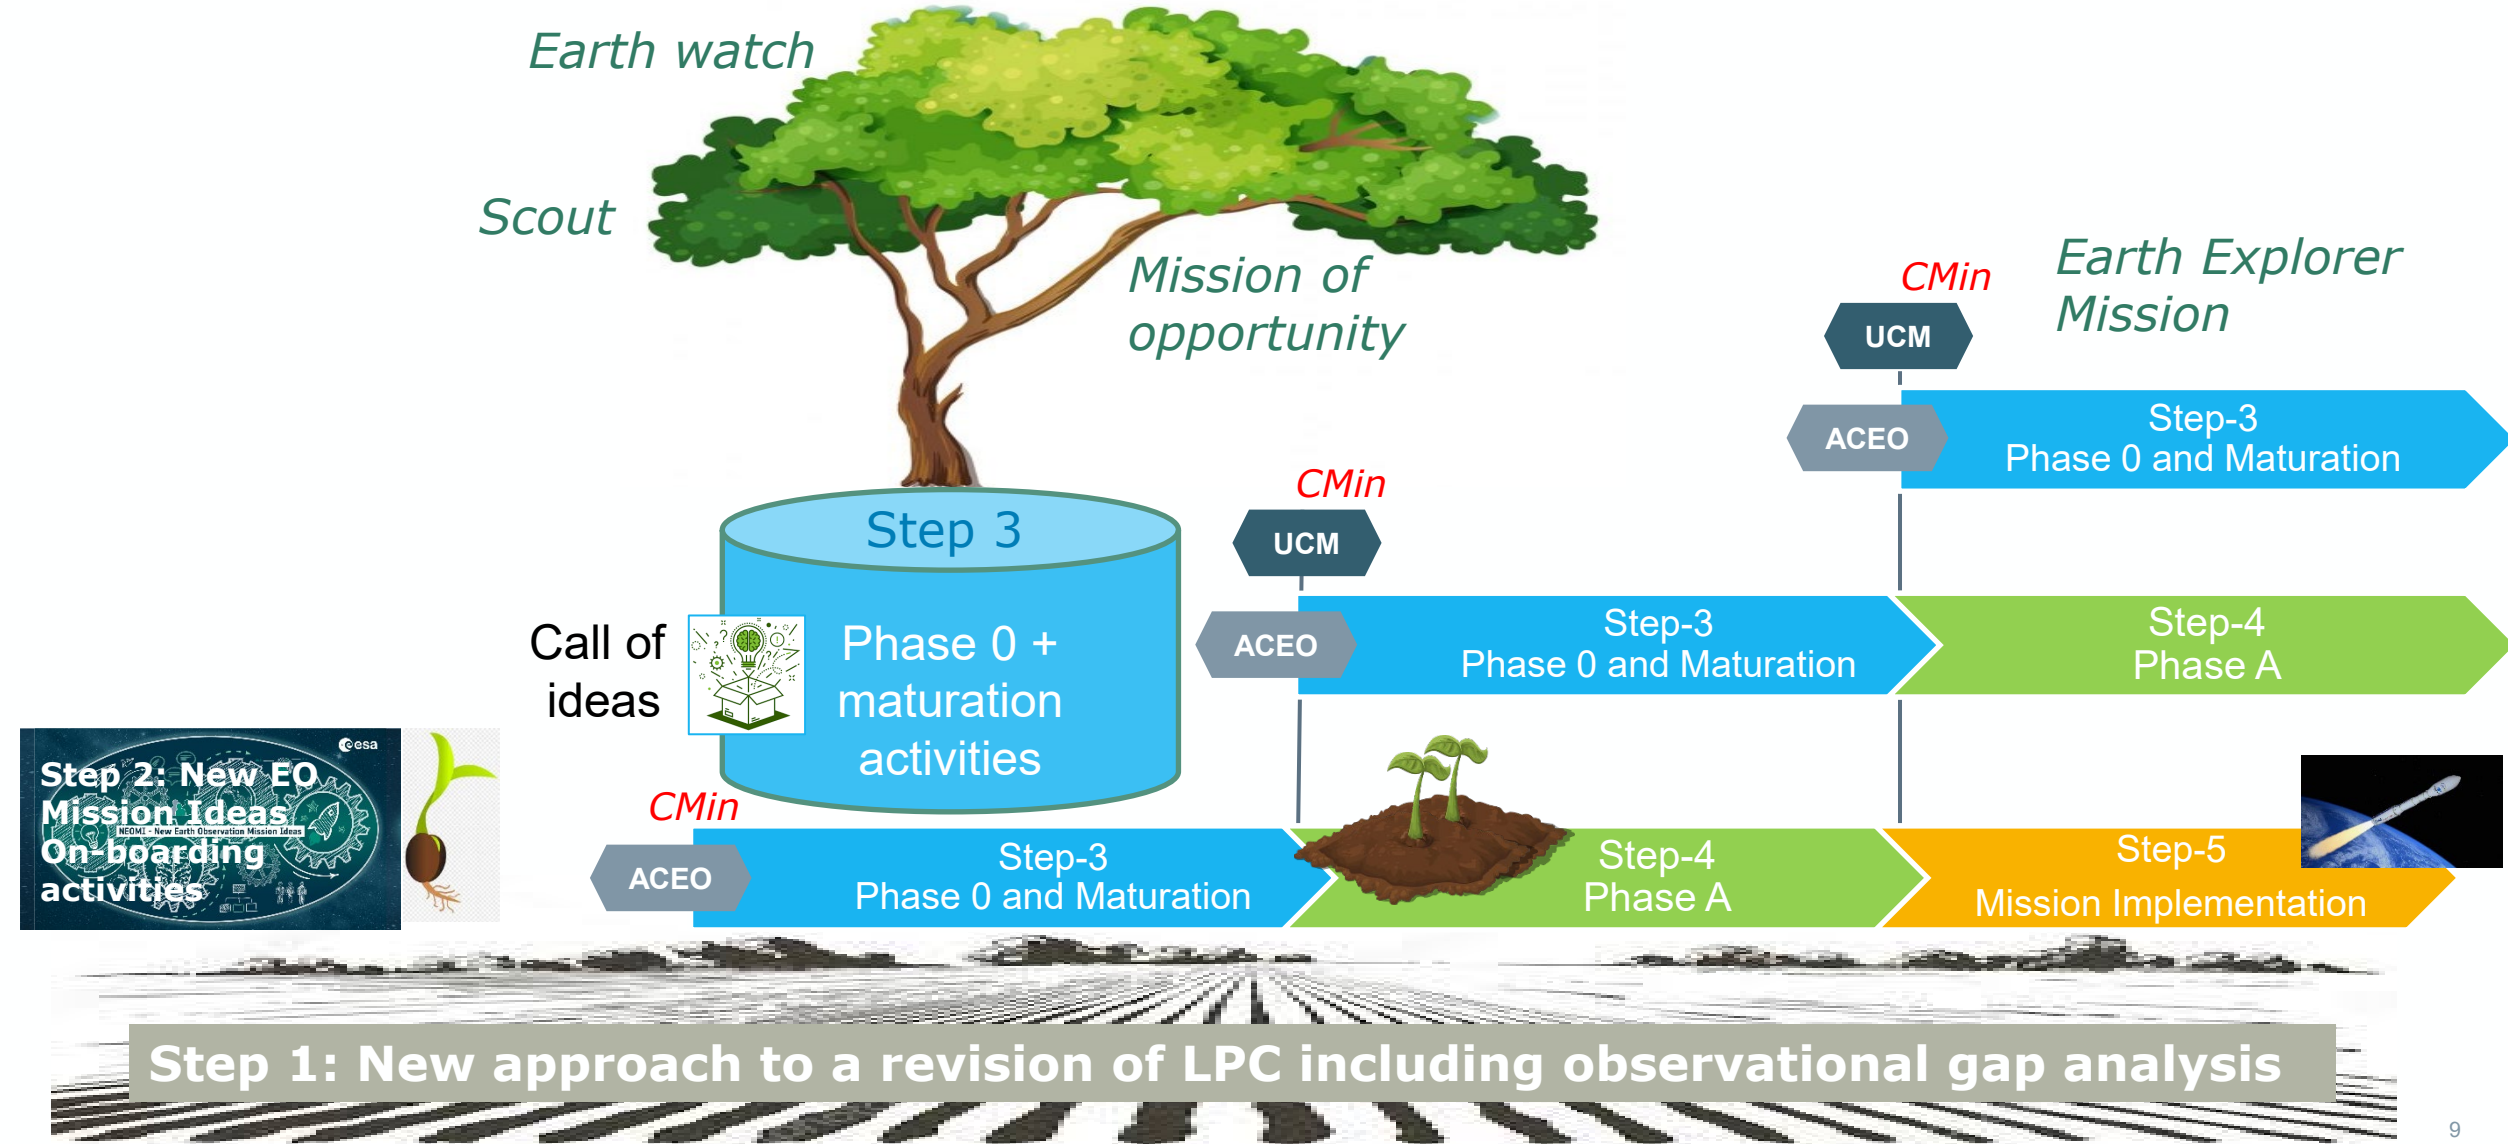 Earth watch
Scout
Mission of
opportunity
Earth Explorer
Mission
CMin
UCM
ACEO
Step-3
Phase 0 and Maturation
CMin
UCM
ACEO
Step-3
Phase 0 and Maturation
Step-4
Phase A
Step 3
Phase 0 +
maturation
activities
Call of
ideas
esa
Step 2: New EO
Mission Ideas
NEOMI - New Earth Observation Mission Ideas
On-boarding
activities
CMin
ACEO
Step-3
Phase 0 and Maturation
Step-4
Phase A
Step-5
Mission Implementation
Step 1: New approach to a revision of LPC including observational gap analysis
9